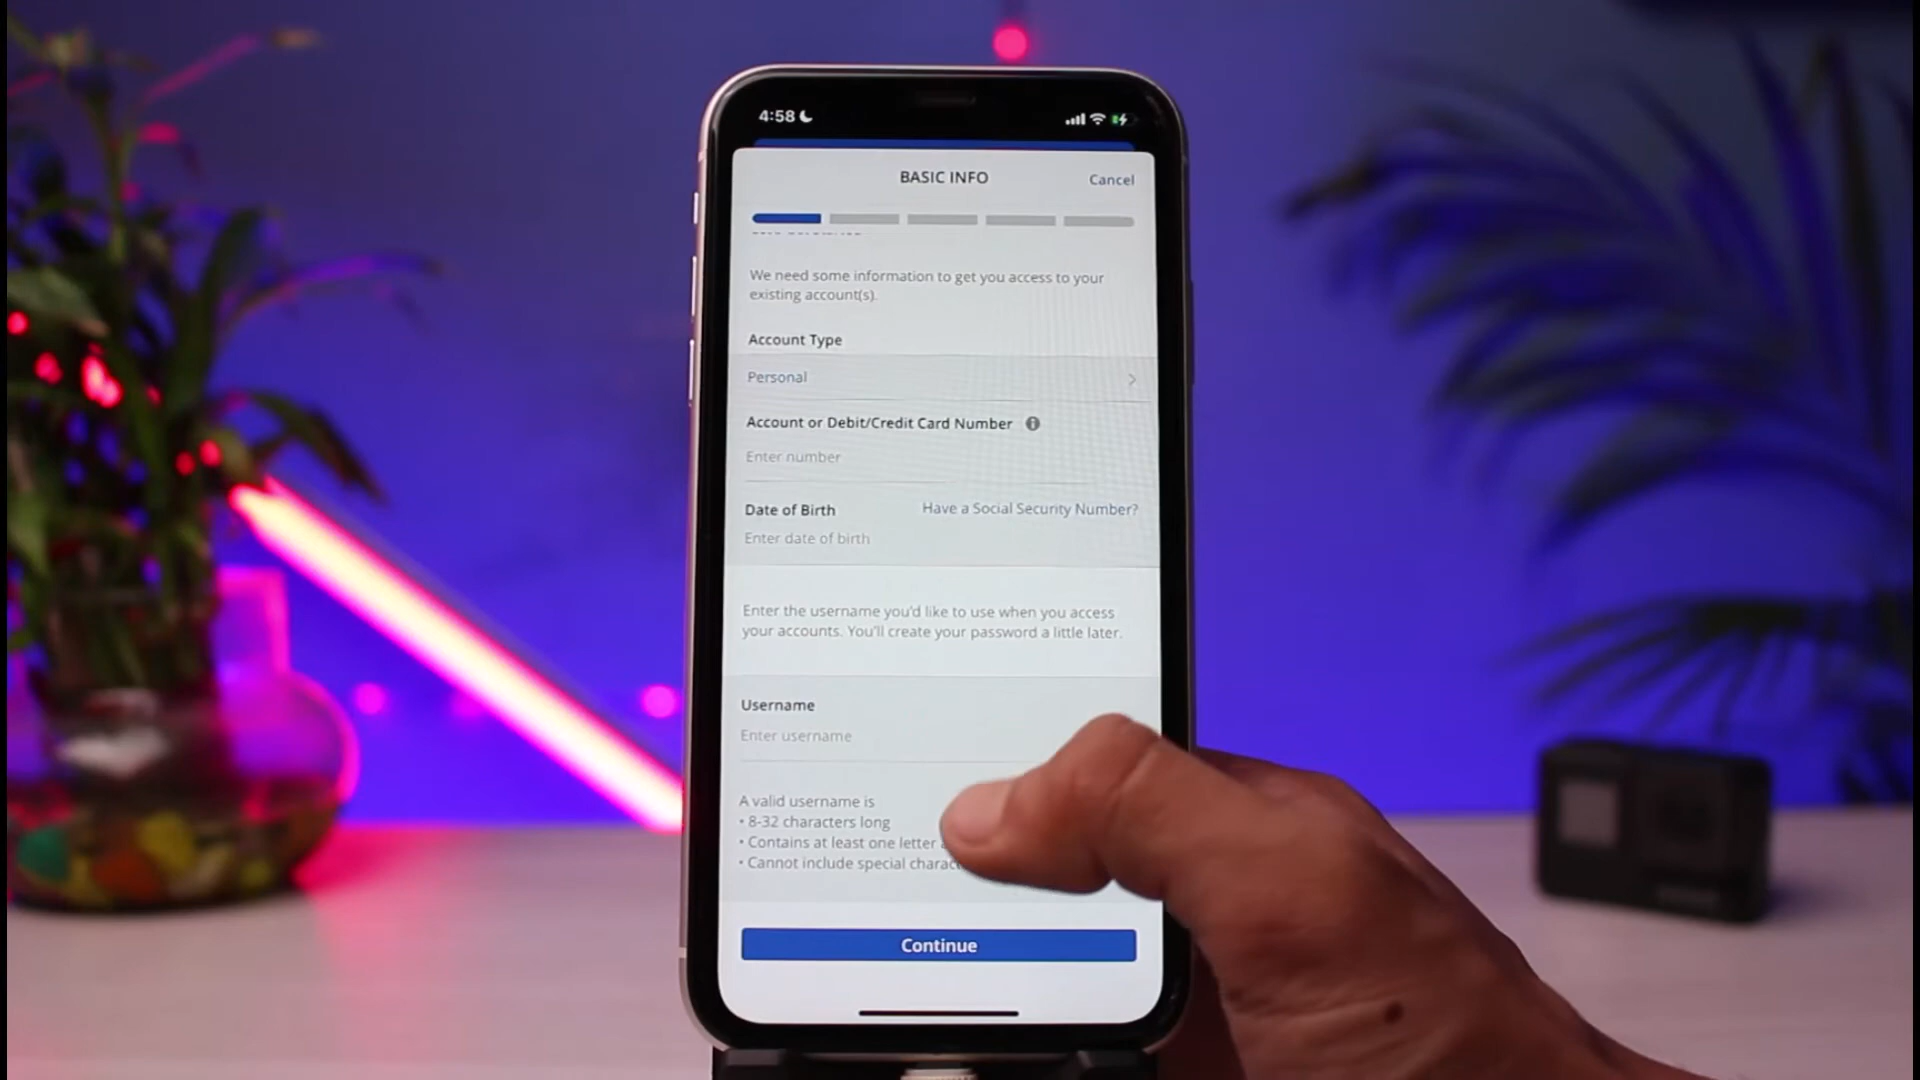 4:58
BASIC INFO
Cancel
We need some information to get you access to your
existing account(s).
Account Type
Personal
Account or Debit/Credit Card Number
Enter number
Date of Birth
Have a Social Security Number?
Enter date of birth
Enter the username you'd like to use when you access
your accounts. You'll create your password a little later.
Username
Enter username
A valid username is
• 8-32 characters long
• Contains at least one letter
• Cannot include special
Continue